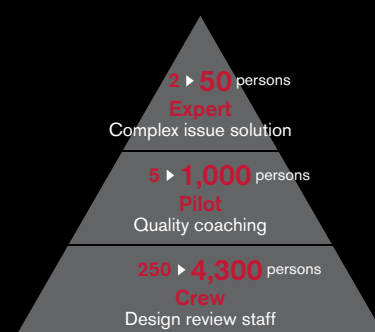 2 ▶ 50 persons
Expert
Complex issue solution
5 ▶ 1,000 persons
Pilot
Quality coaching
250 ▶ 4,300 persons
Crew
Design review staff